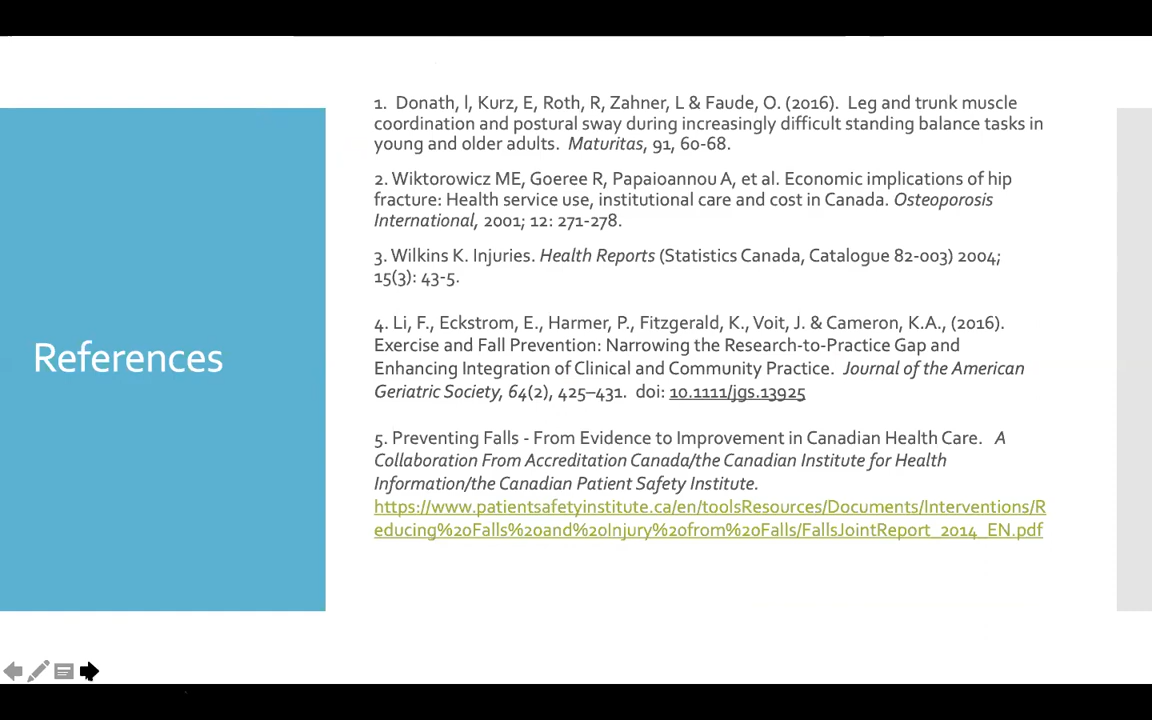 References
1. Donath, l, Kurz, E, Roth, R, Zahner, L & Faude, O. (2016). Leg and trunk muscle
coordination and postural sway during increasingly difficult standing balance tasks in
young and older adults. Maturitas, 91, 60-68.
2. Wiktorowicz ME, Goeree R, Papaioannou A, et al. Economic implications of hip
fracture: Health service use, institutional care and cost in Canada. Osteoporosis
International, 2001; 12: 271-278.
3. Wilkins K. Injuries. Health Reports (Statistics Canada, Catalogue 82-003) 2004;
15(3): 43-5.
4. Li, F., Eckstrom, E., Harmer, P., Fitzgerald, K., Voit, J. & Cameron, K.A., (2016).
Exercise and Fall Prevention: Narrowing the Research-to-Practice Gap and
Enhancing Integration of Clinical and Community Practice. Journal of the American
Geriatric Society, 64(2), 425–431. doi: 10.1111/jgs.13925
5. Preventing Falls - From Evidence to Improvement in Canadian Health Care. A
Collaboration From Accreditation Canada/the Canadian Institute for Health
Information/the Canadian Patient Safety Institute.
https://www.patientsafetyinstitute.ca/en/toolsResources/Documents/Interventions/R
educing%20Falls%20and%20Injury%20from%20Falls/FallsJointReport_2014_EN.pdf